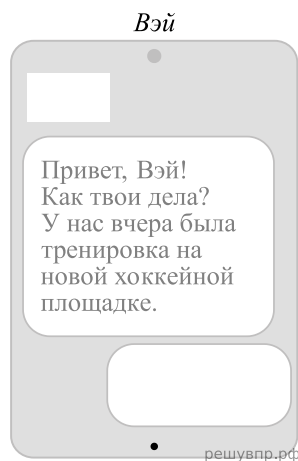 Вэй
Привет, Вэй!
Как твои дела?
У нас вчера была
тренировка на
новой хоккейной
площадке.
решувпр.рф